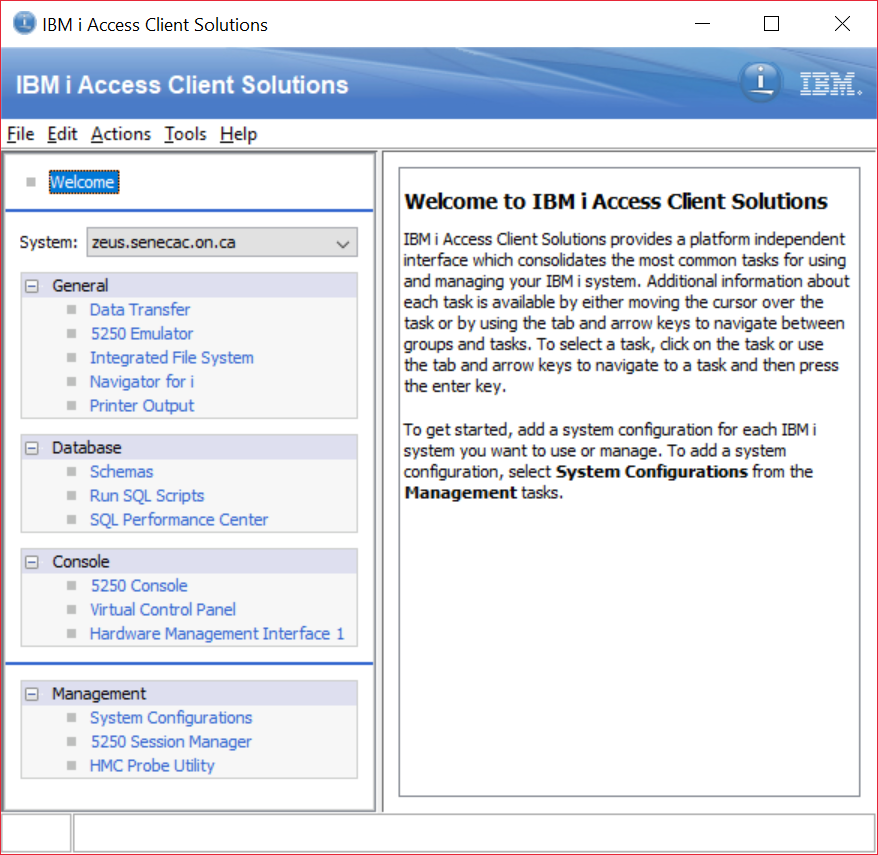 IBM i Access Client Solutions
IBM i Access Client Solutions
i IBM.
File Edit Actions Tools Help
Welcome
System: zeus.senecac.on.ca
General
Data Transfer
5250 Emulator
Integrated File System
Navigator for i
Printer Output
Database
Schemas
Run SQL Scripts
SQL Performance Center
Console
5250 Console
Virtual Control Panel
Hardware Management Interface 1
Management
System Configurations
5250 Session Manager
HMC Probe Utility
Welcome to IBM i Access Client Solutions
IBM i Access Client Solutions provides a platform independent
interface which consolidates the most common tasks for using
and managing your IBM i system. Additional information about
each task is available by either moving the cursor over the
task or by using the tab and arrow keys to navigate between
groups and tasks. To select a task, click on the task or use
the tab and arrow keys to navigate to a task and then press
the enter key.
To get started, add a system configuration for each IBM i
system you want to use or manage. To add a system
configuration, select System Configurations from the
Management tasks.